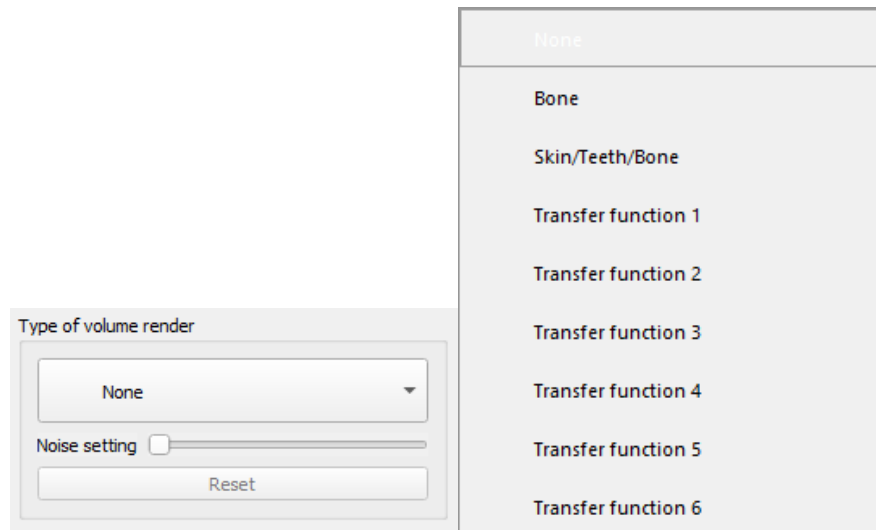 Type of volume render
None
Noise setting
Reset
None
Bone
Skin/Teeth/Bone
Transfer function 1
Transfer function 2
Transfer function 3
Transfer function 4
Transfer function 5
Transfer function 6